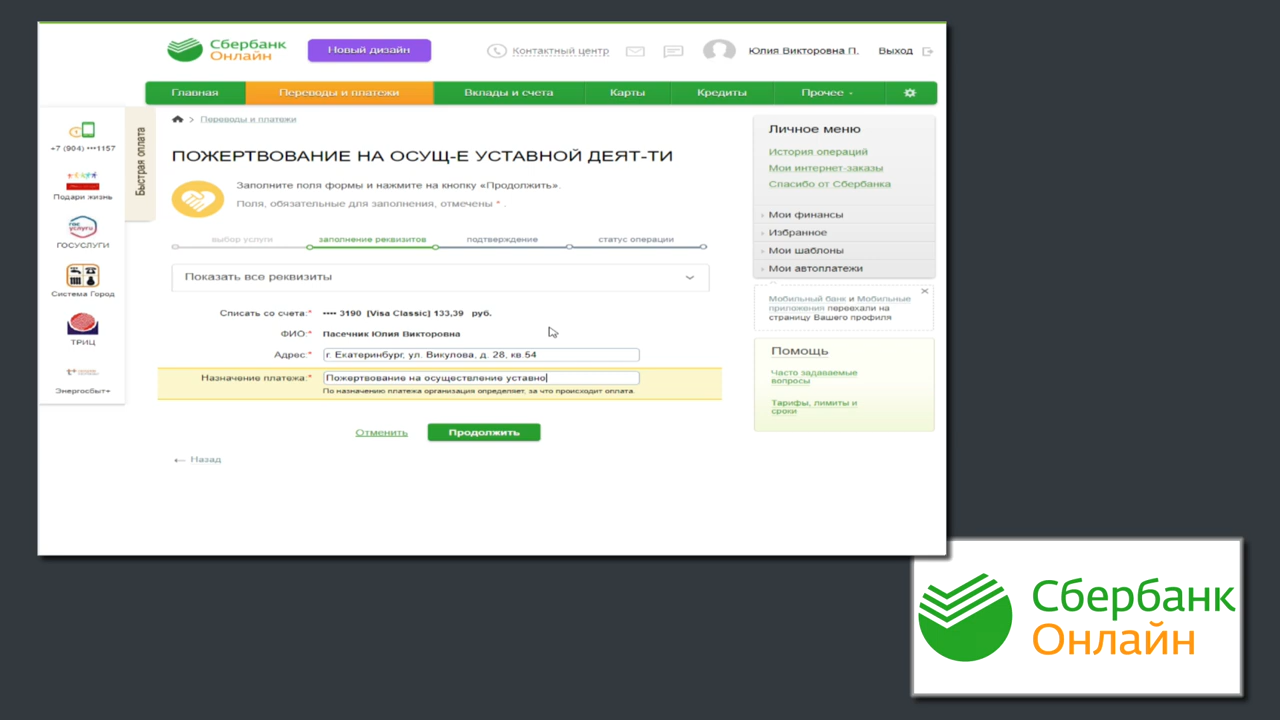 Сбербанк
Онлайн
Новый дизайн
Контактный центр
Юлия Викторовна П.
Выход
Главная
Переводы и платежи
Вклады и счета
Карты
Кредиты
Прочее
+7 (904) •••1157
Подари жизнь
ГОСУСЛУГИ
госуслуги
Система Город
ТРИЦ
Энергосбыт+
Быстрая оплата
> Переводы и платежи
ПОЖЕРТВОВАНИЕ НА ОСУЩ-Е УСТАВНОЙ ДЕЯТ-ТИ
Заполните поля формы и нажмите на кнопку «Продолжить».
Поля, обязательные для заполнения, отмечены * .
выбор услуги
заполнение реквизитов
подтверждение
статус операции
Показать все реквизиты
Списать со счета:* •••• 3190 [Visa Classic] 133,39 руб.
ФИО:* Пасечник Юлия Викторовна
Адрес:* г. Екатеринбург, ул. Викулова, д. 28, кв.54
Назначение платежа:* Пожертвование на осуществление уставно
По назначению платежа организация определяет, за что происходит оплата.
Отменить
Продолжить
← Назад
Личное меню
История операций
Мои интернет-заказы
Спасибо от Сбербанка
Мои финансы
Избранное
Мои шаблоны
Мои автоплатежи
Мобильный банк и Мобильные
приложения переехали на
страницу Вашего профиля
Помощь
Часто задаваемые
вопросы
Тарифы, лимиты и
сроки
Сбербанк
Онлайн